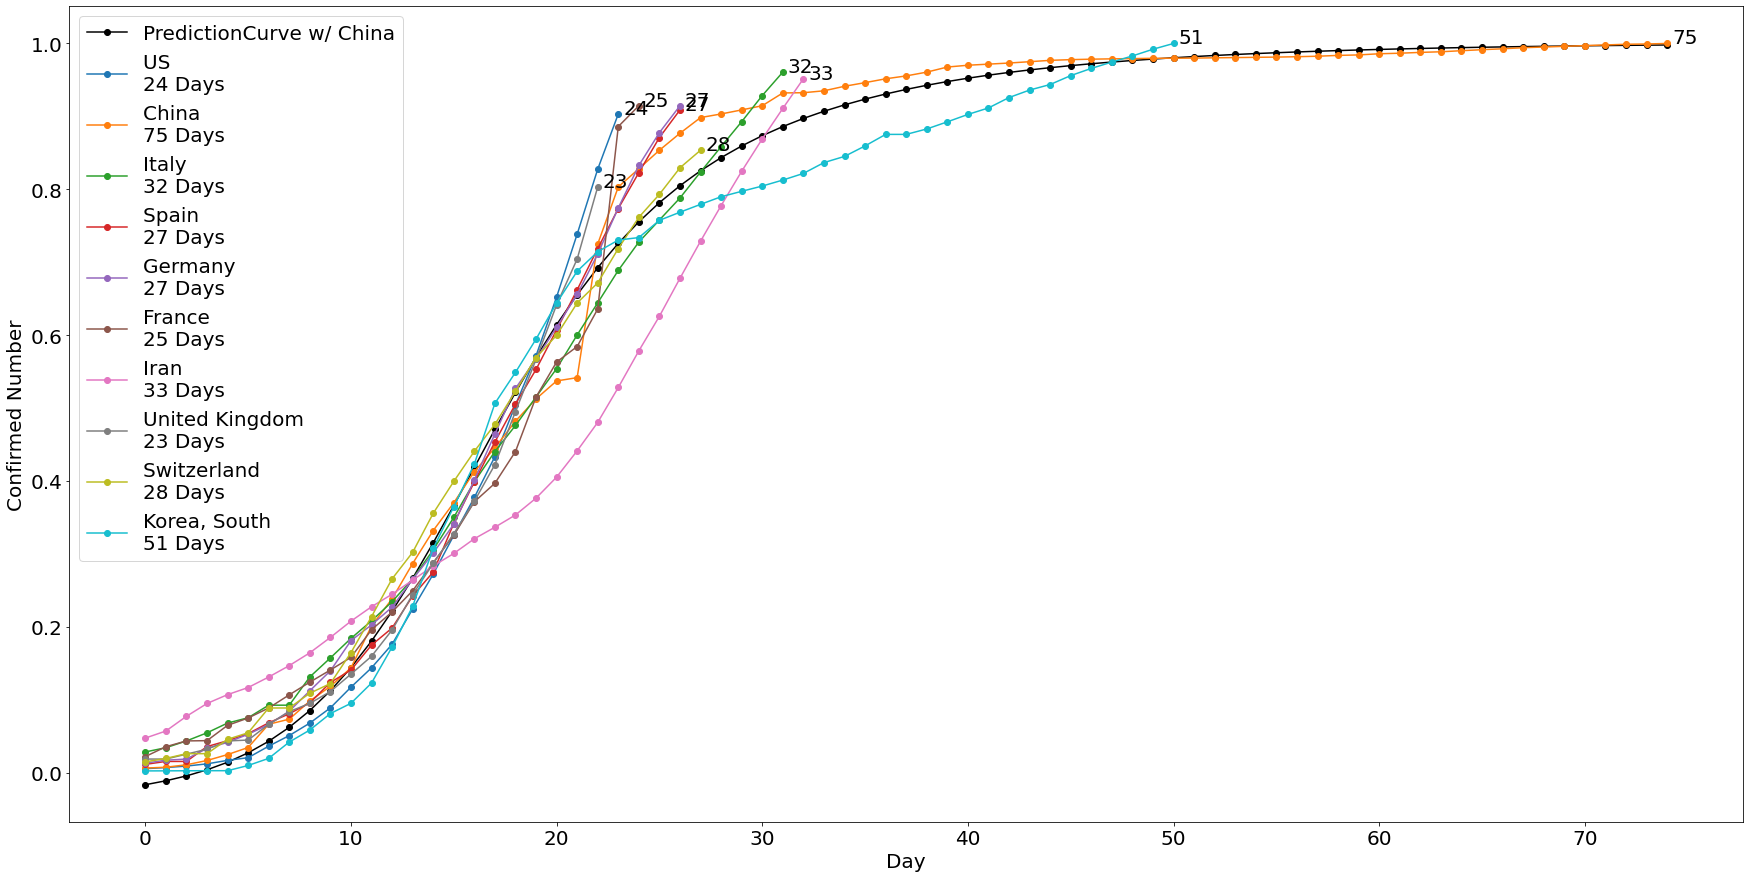 PredictionCurve w/ China
US
24 Days
China
75 Days
Italy
32 Days
Spain
27 Days
Germany
27 Days
France
25 Days
Iran
33 Days
United Kingdom
23 Days
Switzerland
28 Days
Korea, South
51 Days
24
75
32
27
27
25
33
23
28
51
1.0
0.8
0.6
0.4
0.2
0.0
Confirmed Number
0 10 20 30 40 50 60 70
Day